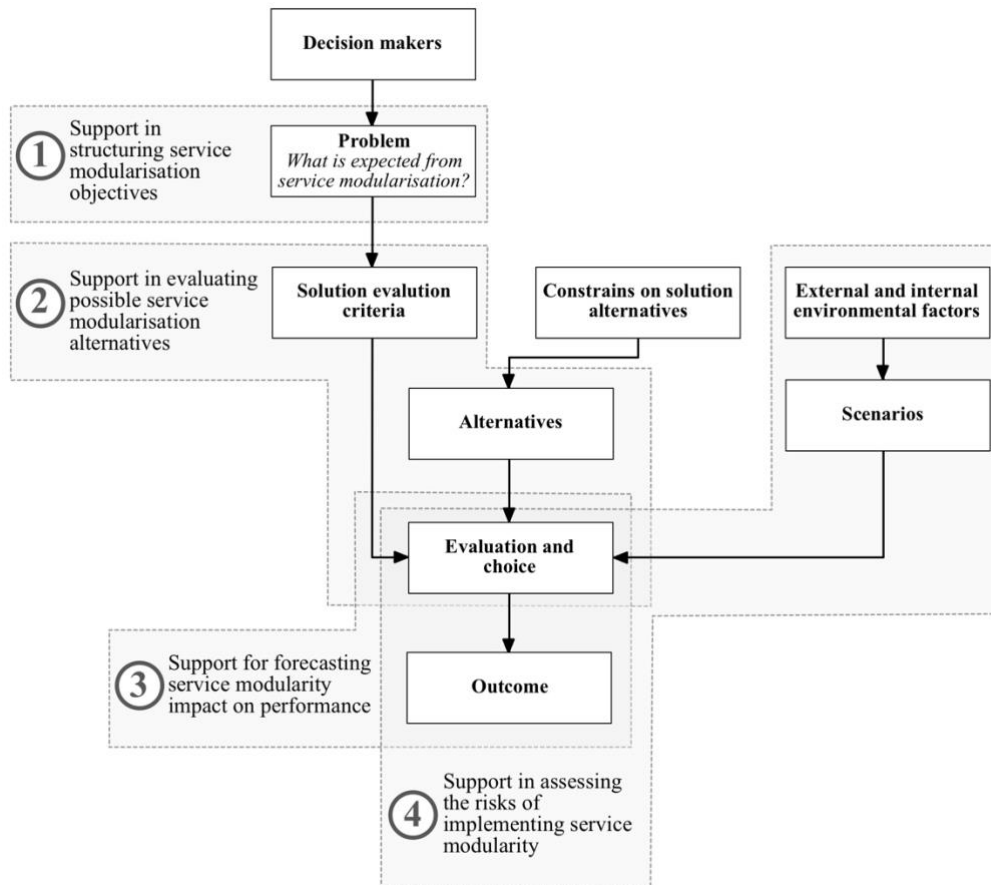 Decision makers
1
Support in
structuring service
modularisation
objectives
Problem
What is expected from
service modularisation?
2
Support in evaluating
possible service
modularisation
alternatives
Solution evalution
criteria
Constrains on solution
alternatives
External and internal
environmental factors
Alternatives
Scenarios
Evaluation and
choice
3
Support for forecasting
service modularity
impact on performance
Outcome
4
Support in assessing
the risks of
implementing service
modularity